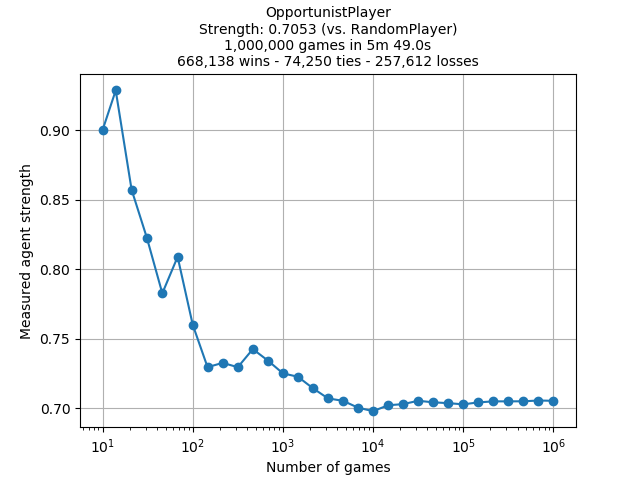 OpportunistPlayer
Strength: 0.7053 (vs. RandomPlayer)
1,000,000 games in 5m 49.0s
668,138 wins - 74,250 ties - 257,612 losses
Measured agent strength
0.90
0.85
0.80
0.75
0.70
10¹ 10² 10³ 10⁴ 10⁵ 10⁶
Number of games